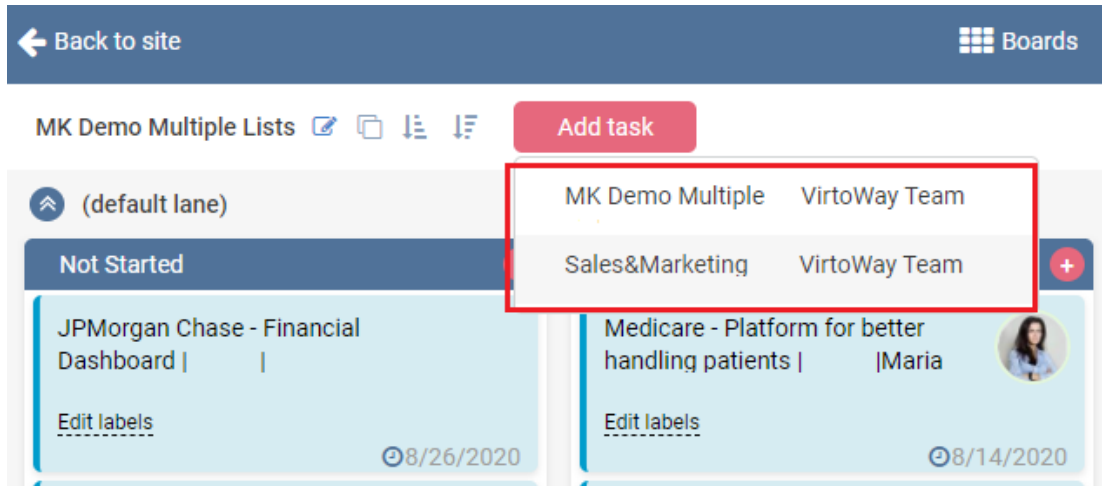 Back to site
Boards
MK Demo Multiple Lists
Add task
MK Demo Multiple VirtoWay Team
Sales&Marketing VirtoWay Team
(default lane)
Not Started
JPMorgan Chase - Financial
Dashboard | |
Edit labels
8/26/2020
Medicare - Platform for better
handling patients | |Maria
Edit labels
8/14/2020